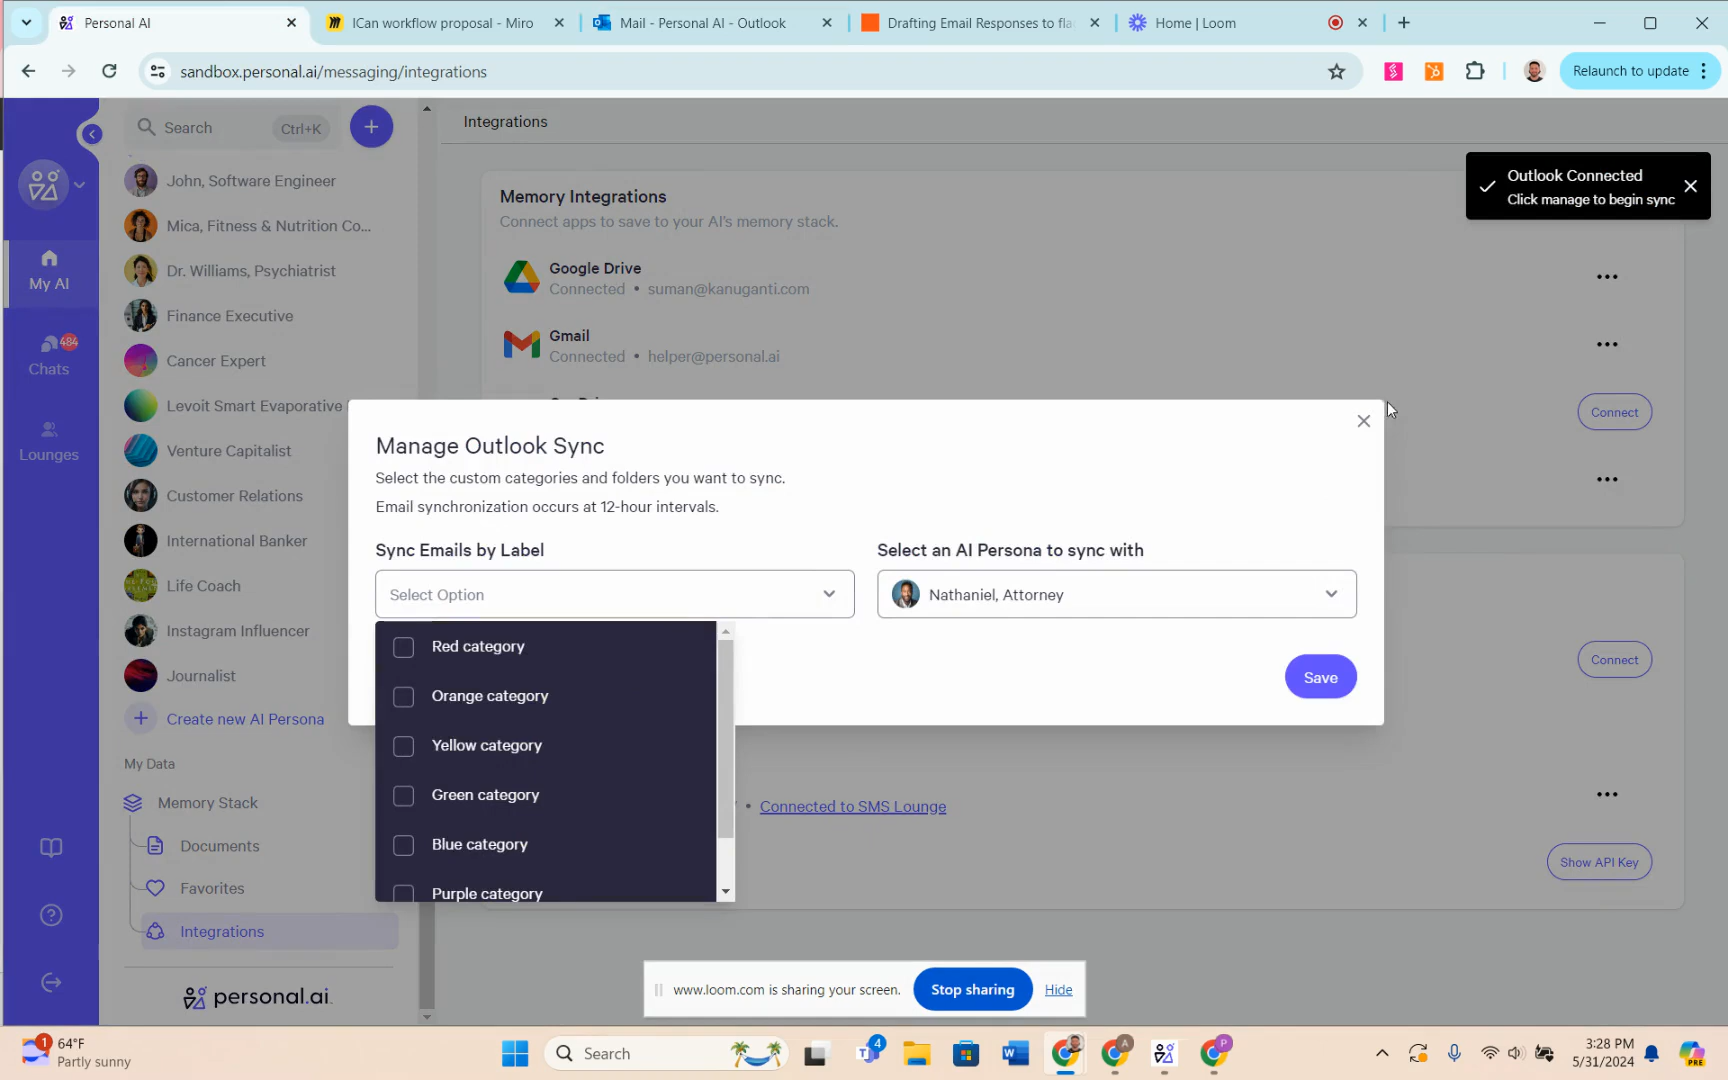 Personal AI
ICan workflow proposal - Miro
Mail - Personal AI - Outlook
Drafting Email Responses to fla
Home | Loom
sandbox.personal.ai/messaging/integrations
Relaunch to update
Search
Ctrl+K
Integrations
My AI
484
Chats
Lounges
John, Software Engineer
Mica, Fitness & Nutrition Co...
Dr. Williams, Psychiatrist
Finance Executive
Cancer Expert
Levoit Smart Evaporative
Venture Capitalist
Customer Relations
International Banker
Life Coach
Instagram Influencer
Journalist
Create new AI Persona
My Data
Memory Stack
Documents
Favorites
Integrations
personal.ai
Memory Integrations
Connect apps to save to your AI's memory stack.
Google Drive
Connected • suman@kanuganti.com
Gmail
Connected • helper@personal.ai
Connect
Outlook Connected
Click manage to begin sync
Manage Outlook Sync
Select the custom categories and folders you want to sync.
Email synchronization occurs at 12-hour intervals.
Sync Emails by Label
Select Option
Select an AI Persona to sync with
Nathaniel, Attorney
Red category
Orange category
Yellow category
Green category
Blue category
Purple category
Save
Connect
• Connected to SMS Lounge
Show API Key
www.loom.com is sharing your screen.
Stop sharing
Hide
1
64°F
Partly sunny
Search
4
A
P
3:28 PM
5/31/2024
PRE